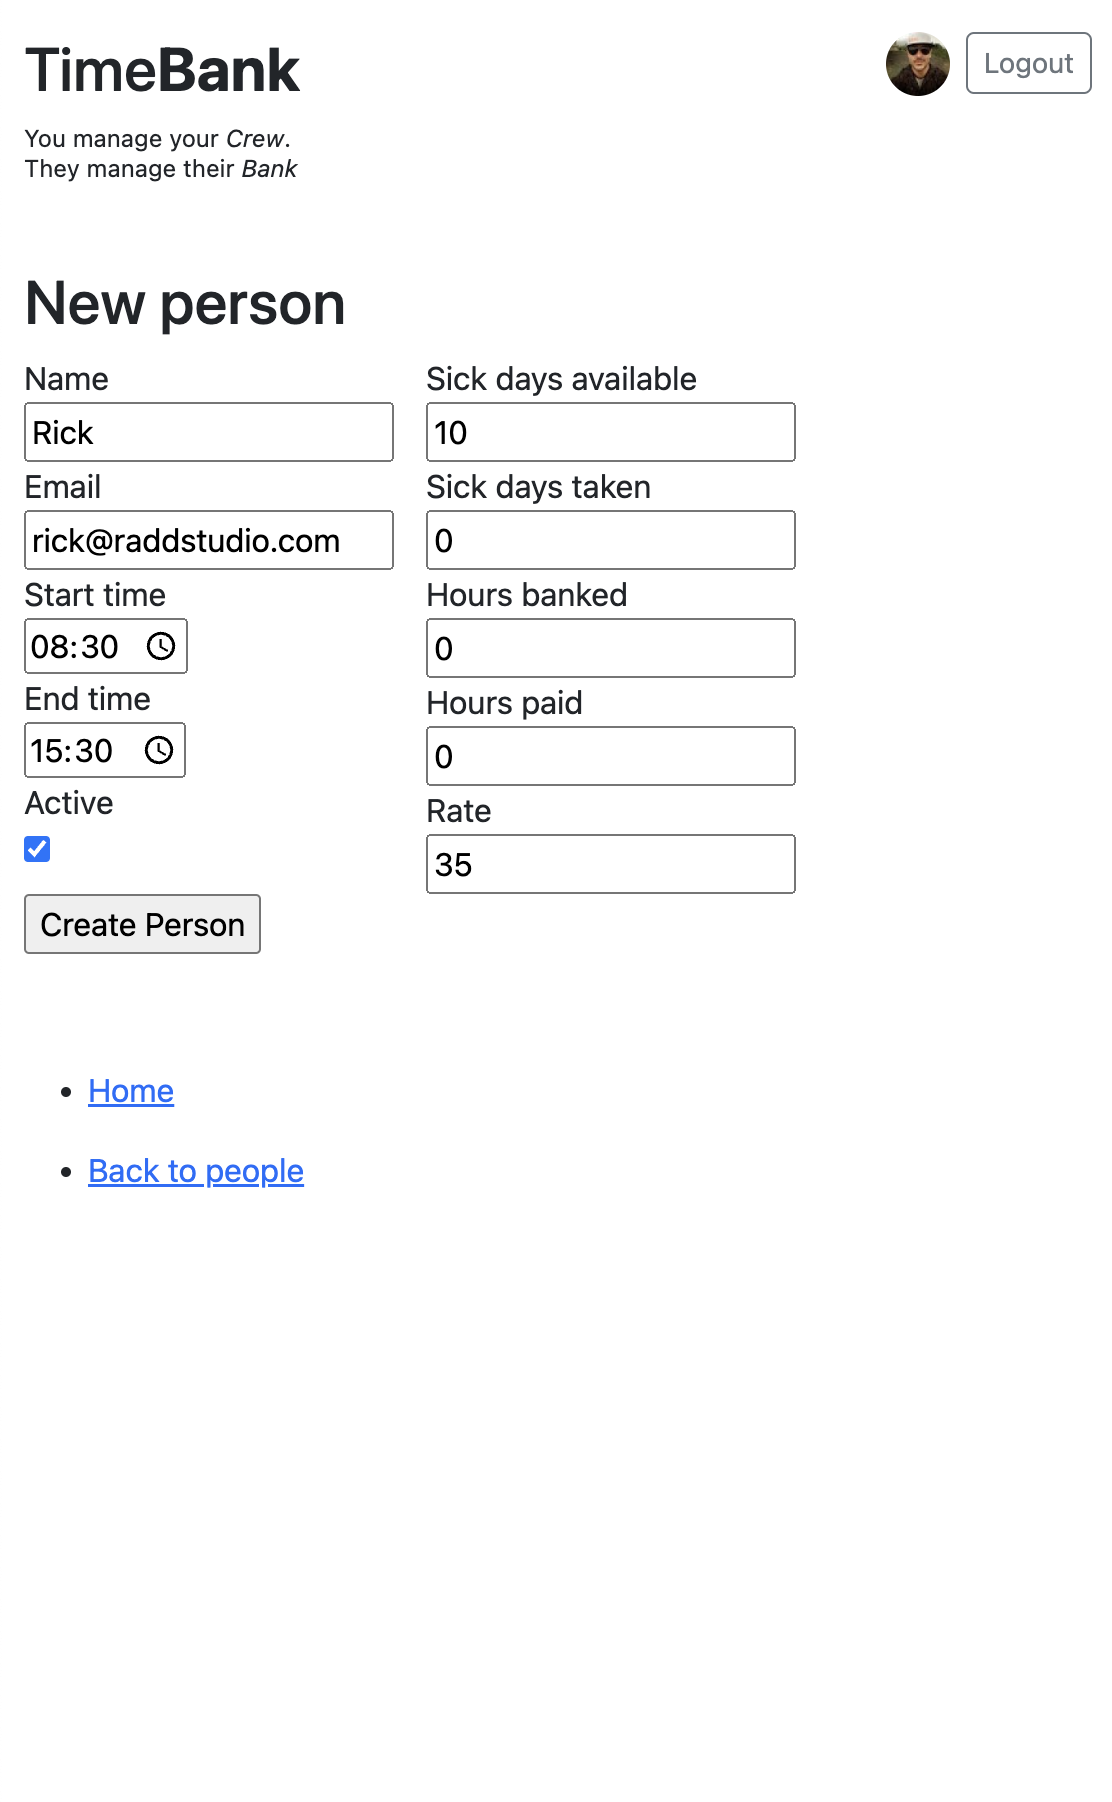 TimeBank
Logout
You manage your Crew.
They manage their Bank
New person
Name
Rick
Email
rick@raddstudio.com
Start time
08:30
End time
15:30
Active
Create Person
Sick days available
10
Sick days taken
0
Hours banked
0
Hours paid
0
Rate
35
Home
Back to people